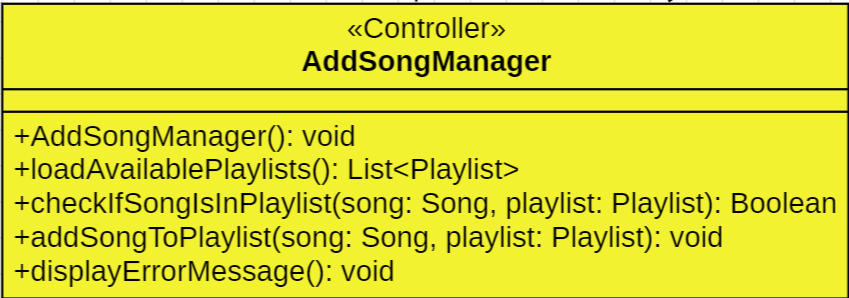 «Controller»
AddSongManager
+AddSongManager(): void
+loadAvailablePlaylists(): List<Playlist>
+checkIfSongIsInPlaylist(song: Song, playlist: Playlist): Boolean
+addSongToPlaylist(song: Song, playlist: Playlist): void
+displayErrorMessage(): void